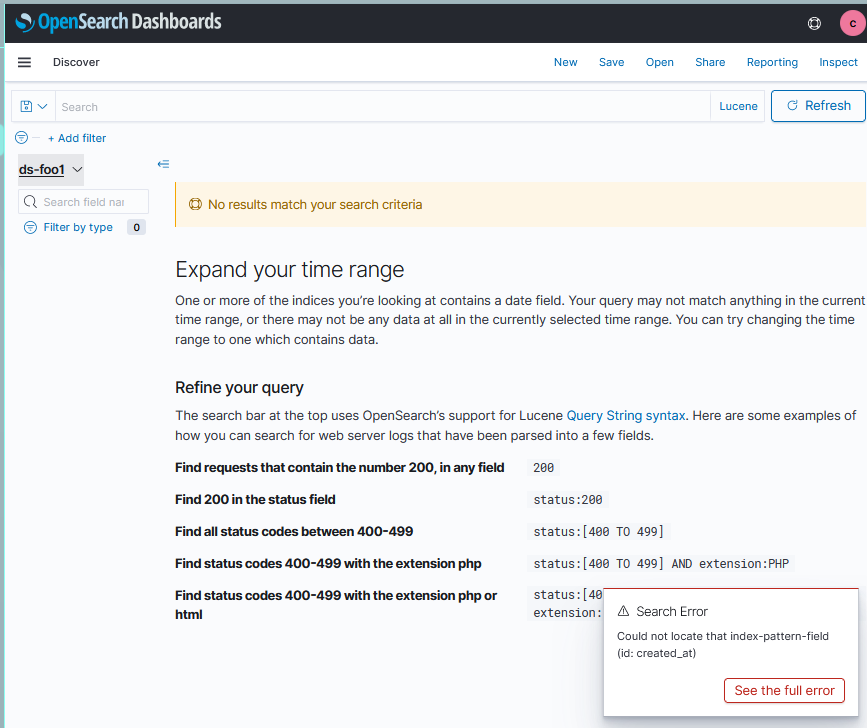 OpenSearch Dashboards
C
Discover
New Save Open Share Reporting Inspect
Search
Lucene
Refresh
+ Add filter
ds-foo1
Search field nar
Filter by type 0
No results match your search criteria
Expand your time range
One or more of the indices you’re looking at contains a date field. Your query may not match anything in the current
time range, or there may not be any data at all in the currently selected time range. You can try changing the time
range to one which contains data.
Refine your query
The search bar at the top uses OpenSearch’s support for Lucene Query String syntax. Here are some examples of
how you can search for web server logs that have been parsed into a few fields.
Find requests that contain the number 200, in any field 200
Find 200 in the status field status:200
Find all status codes between 400-499 status:[400 TO 499]
Find status codes 400-499 with the extension php status:[400 TO 499] AND extension:PHP
Find status codes 400-499 with the extension php or status:[40
html extension:
Search Error
Could not locate that index-pattern-field
(id: created_at)
See the full error